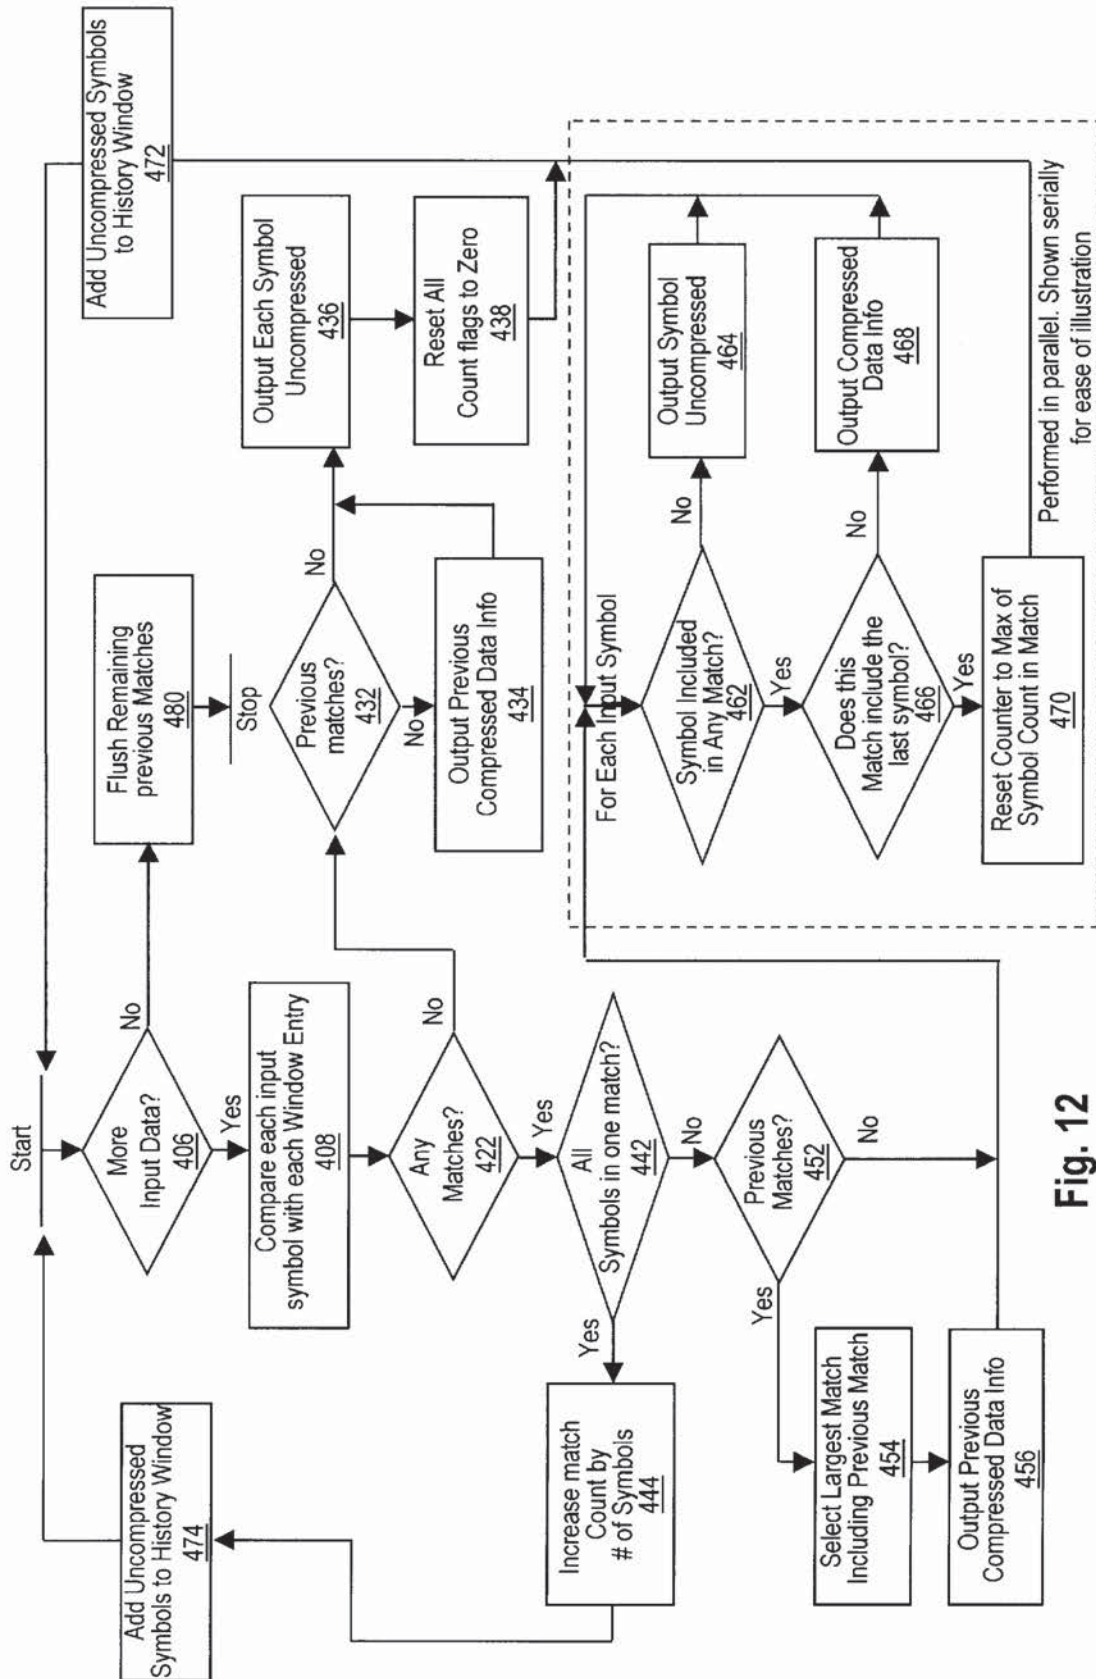 Start
More
Input Data?
406
No
Yes
Compare each input
symbol with each Window Entry
408
Any
Matches?
422
No
Yes
All
Symbols in one match?
442
Yes
No
Previous
Matches?
452
Yes
No
Add Uncompressed
Symbols to History Window
474
Increase match
Count by
# of Symbols
444
Select Largest Match
Including Previous Match
454
Output Previous
Compressed Data Info
456
Flush Remaining
previous Matches
480
Stop
Previous
matches?
432
No
No
Output Previous
Compressed Data Info
434
Output Each Symbol
Uncompressed
436
Reset All
Count flags to Zero
438
Add Uncompressed Symbols
to History Window
472
For Each Input Symbol
Symbol Included
in Any Match?
462
No
Yes
Output Symbol
Uncompressed
464
Does this
Match include the
last symbol?
466
No
Yes
Output Compressed
Data Info
468
Reset Counter to Max of
Symbol Count in Match
470
Performed in parallel. Shown serially
for ease of illustration
Fig. 12